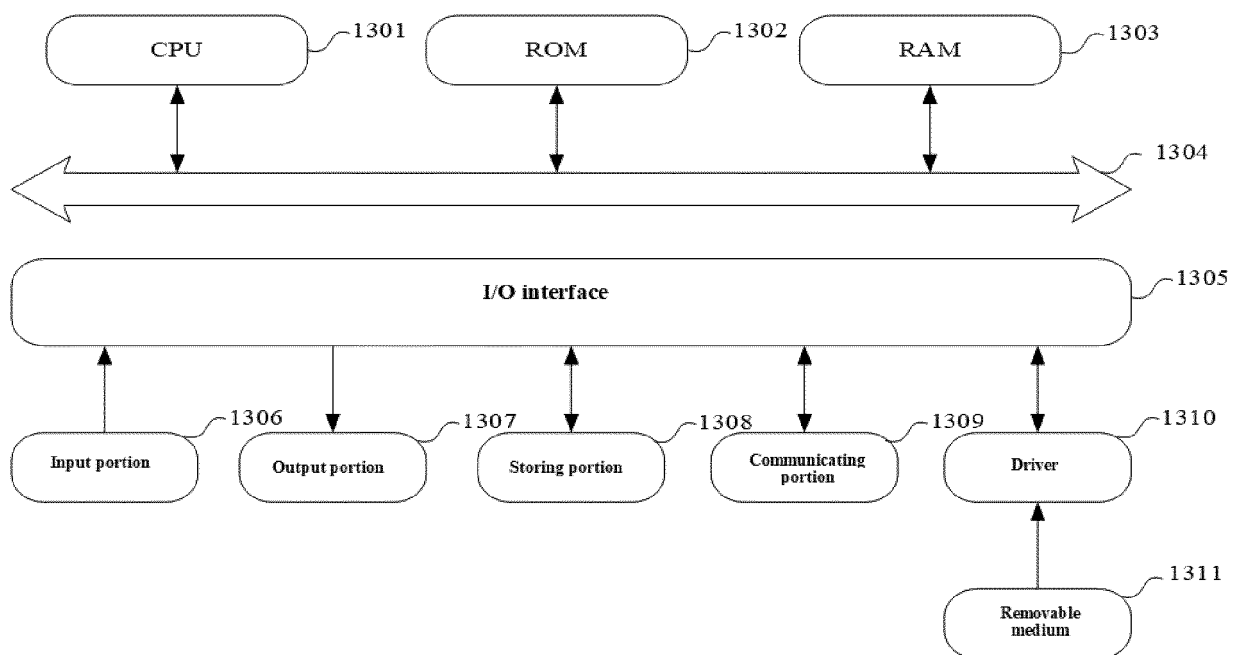 CPU 1301
ROM 1302
RAM 1303
1304
I/O interface
1305
1306
1307
1308
1309
1310
Input portion
Output portion
Storing portion
Communicating
portion
Driver
1311
Removable
medium